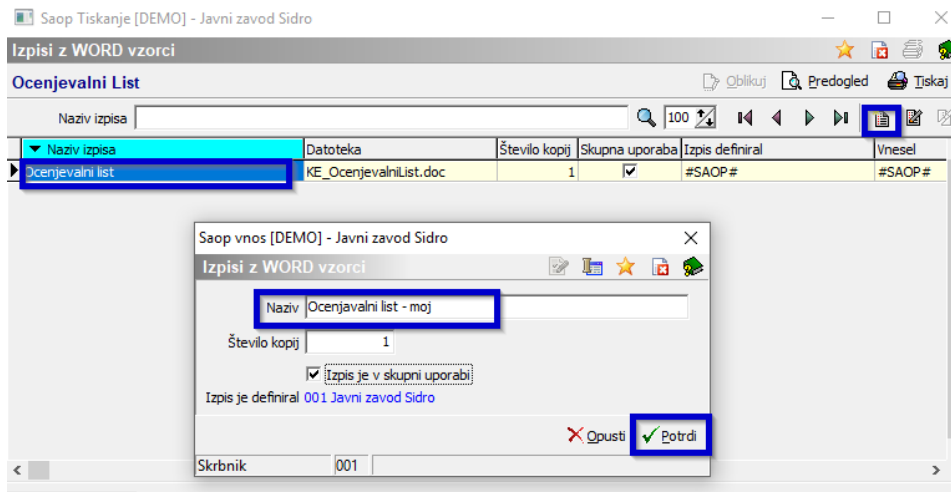 Saop Tiskanje [DEMO] - Javni zavod Sidro
Izpisi z WORD vzorci
Ocenjevalni List
Oblikuj Predogled Tiskaj
Naziv izpisa 100
Naziv izpisa Datoteka Število kopij Skupna uporaba Izpis definiral Vnesel
Ocenjevalni list KE_OcenjevalniList.doc 1 #SAOP# #SAOP#
Saop vnos [DEMO] - Javni zavod Sidro
Izpisi z WORD vzorci
Naziv Ocenjavalni list - moj
Število kopij 1
Izpis je v skupni uporabi
Izpis je definiral 001 Javni zavod Sidro
Opusti Potrdi
Skrbnik 001